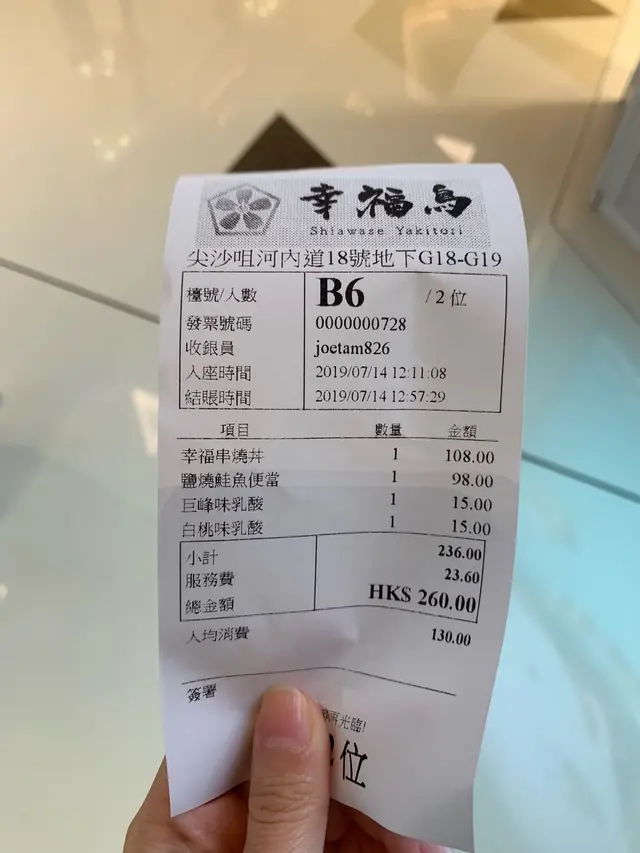 幸福鳥
Shiawase Yakitori
尖沙咀河內道18號地下G18-G19
檯號/人數 B6 /2 位
發票號碼 0000000728
收銀員 joetam826
入座時間 2019/07/14 12:11:08
結賬時間 2019/07/14 12:57:29
項目 數量 金額
幸福串燒丼 1 108.00
鹽燒鮭魚便當 1 98.00
巨峰味乳酸 1 15.00
白桃味乳酸 1 15.00
小計 236.00
服務費 23.60
總金額 HK$ 260.00
人均消費 130.00
簽署
再光臨!
2位